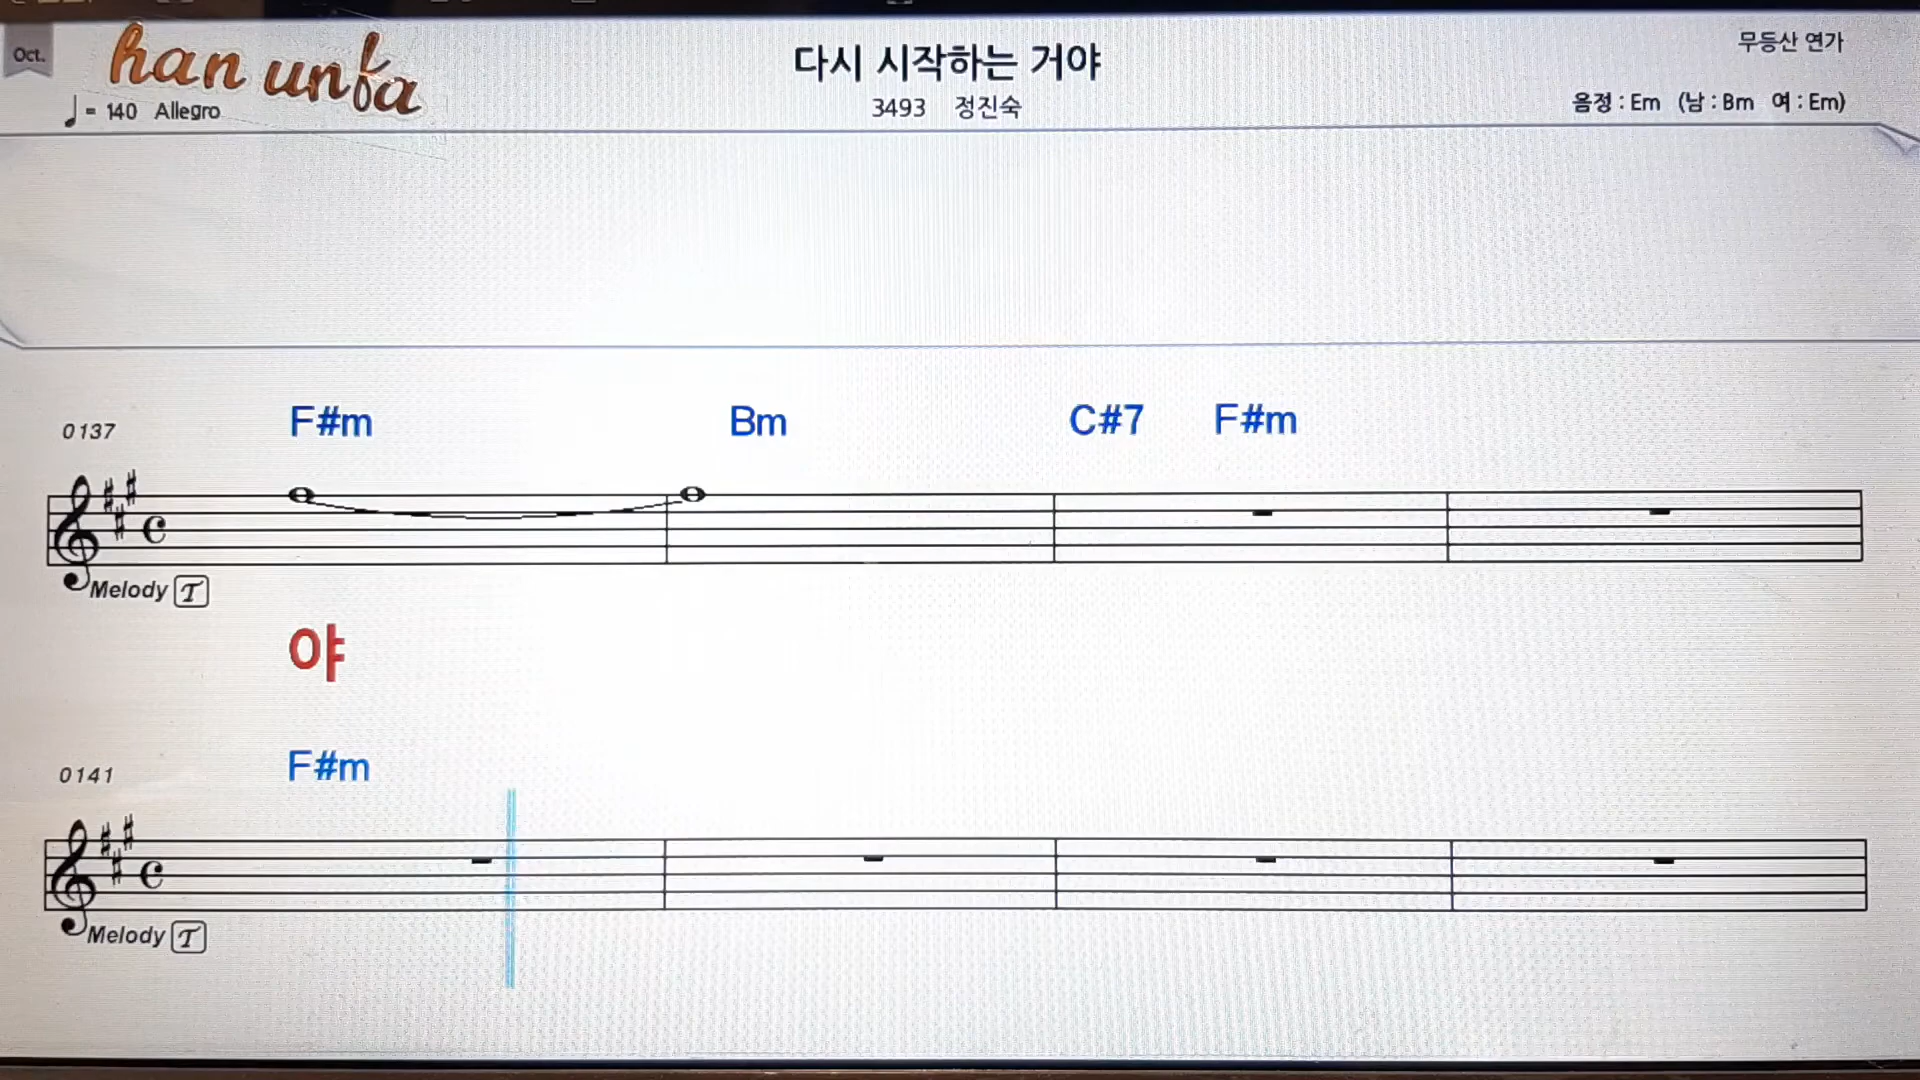 Oct.
han unfa
다시 시작하는 거야
무등산 연가
♩ = 140 Allegro
3493 정진숙
음정 : Em (남 : Bm 여 : Em)
0137 F#m Bm C#7 F#m
Melody T
야
0141 F#m
Melody T